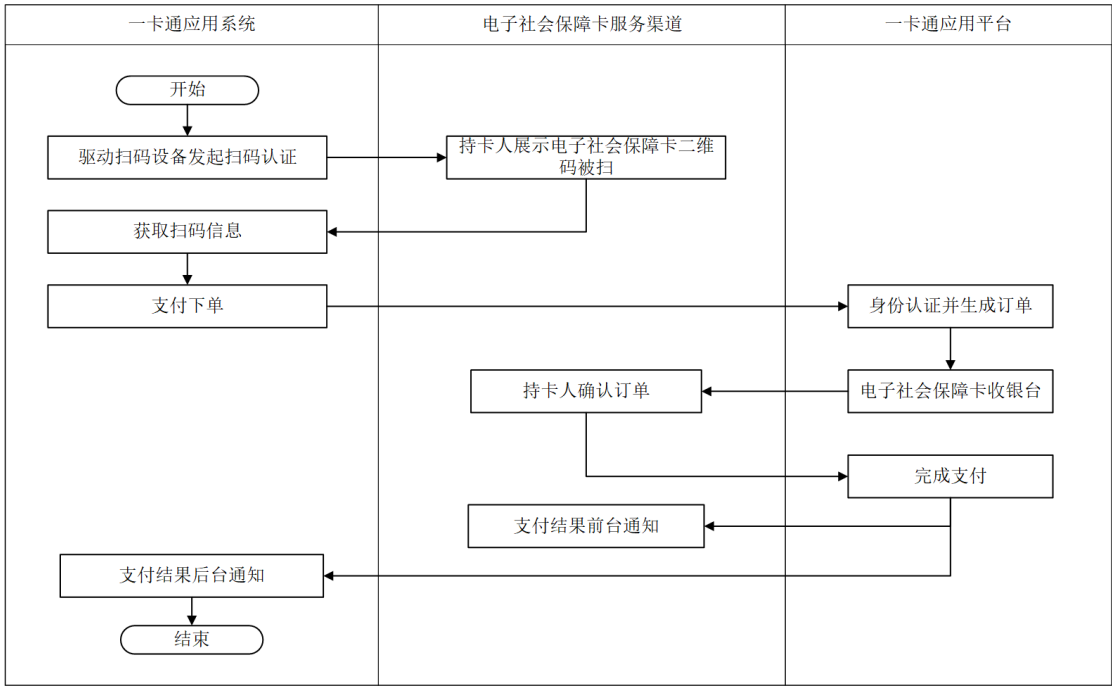 一卡通应用系统
电子社会保障卡服务渠道
一卡通应用平台
开始
驱动扫码设备发起扫码认证
持卡人展示电子社会保障卡二维
码被扫
获取扫码信息
支付下单
身份认证并生成订单
持卡人确认订单
电子社会保障卡收银台
完成支付
支付结果前台通知
支付结果后台通知
结束